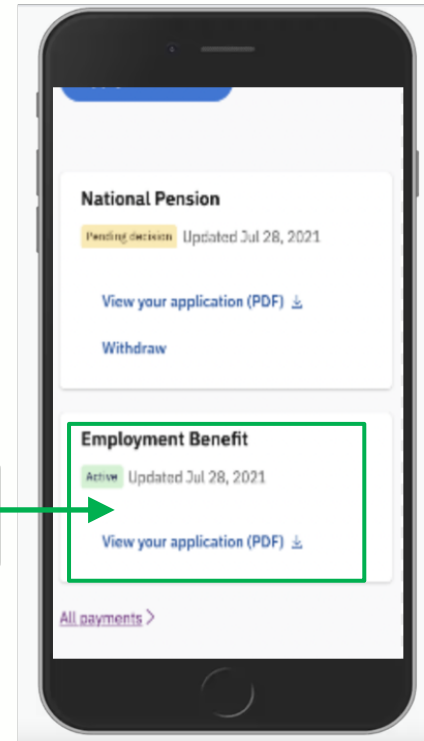 National Pension
Pending decision Updated Jul 28, 2021
View your application (PDF)
Withdraw
Employment Benefit
Active Updated Jul 28, 2021
View your application (PDF)
All payments >